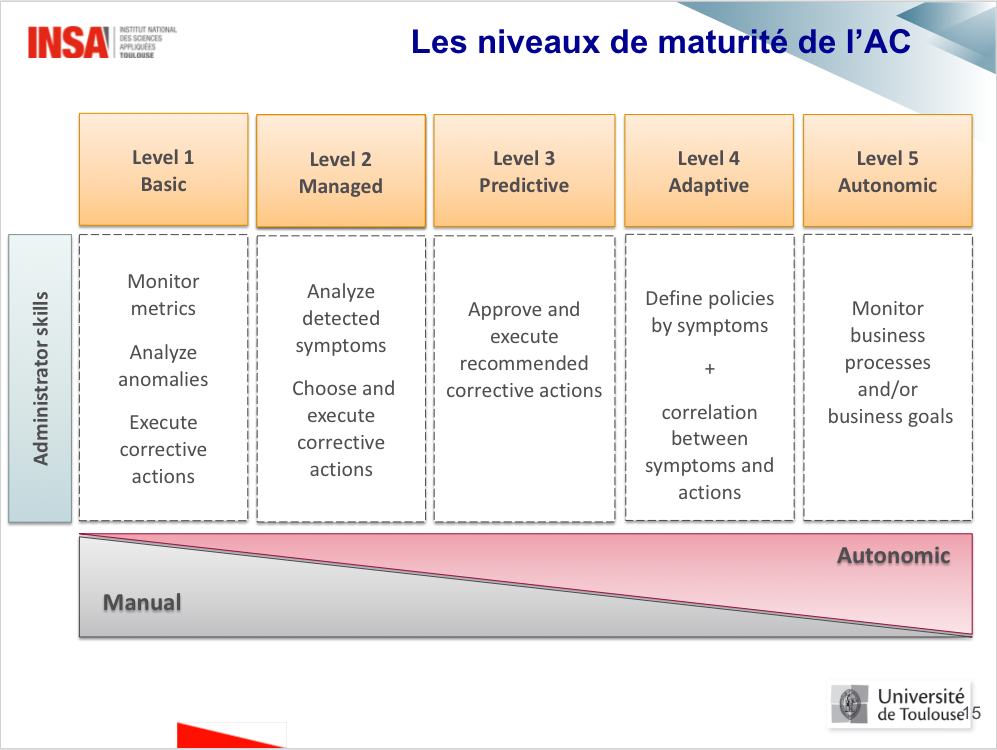 INSA
INSTITUT NATIONAL
DES SCIENCES
APPLIQUÉES
TOULOUSE
Les niveaux de maturité de l’AC
Level 1
Basic
Level 2
Managed
Level 3
Predictive
Level 4
Adaptive
Level 5
Autonomic
Administrator skills
Monitor
metrics
Analyze
anomalies
Execute
corrective
actions
Analyze
detected
symptoms
Choose and
execute
corrective
actions
Approve and
execute
recommended
corrective actions
Define policies
by symptoms
+
correlation
between
symptoms and
actions
Monitor
business
processes
and/or
business goals
Autonomic
Manual
Université
de Toulouse
15